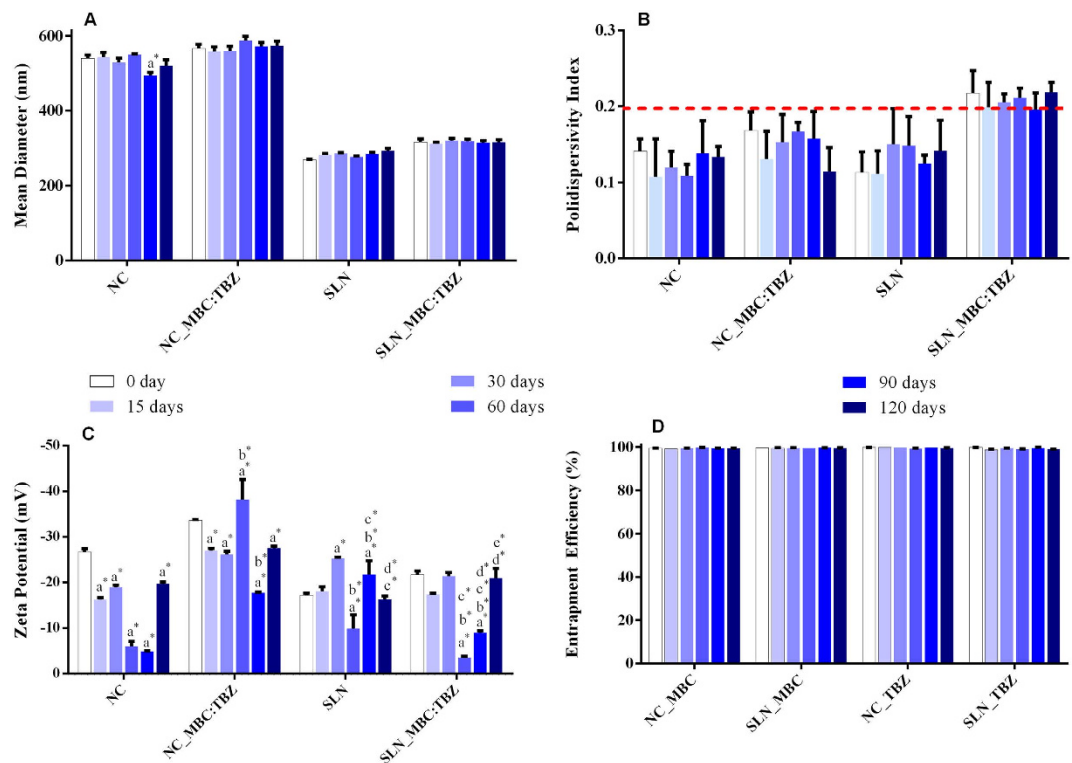 A
Mean Diameter (nm)
600
400
200
0
a*
NC
NC_MBC:TBZ
SLN
SLN_MBC:TBZ
B
Polidispersivity Index
0.3
0.2
0.1
0.0
NC
NC_MBC:TBZ
SLN
SLN_MBC:TBZ
0 day
15 days
30 days
60 days
90 days
120 days
C
Zeta Potential (mV)
-50
-40
-30
-20
-10
0
a*
a*
a*
a*
a*
a*
b*
a*
b*
a*
a*
a*
b*
a*
c*
b*
a*
d*
c*
c*
b*
a*
d*
c*
b*
a*
c*
d*
NC
NC_MBC:TBZ
SLN
SLN_MBC:TBZ
D
Entrapment Efficiency (%)
100
80
60
40
20
0
NC_MBC
SLN_MBC
NC_TBZ
SLN_TBZ